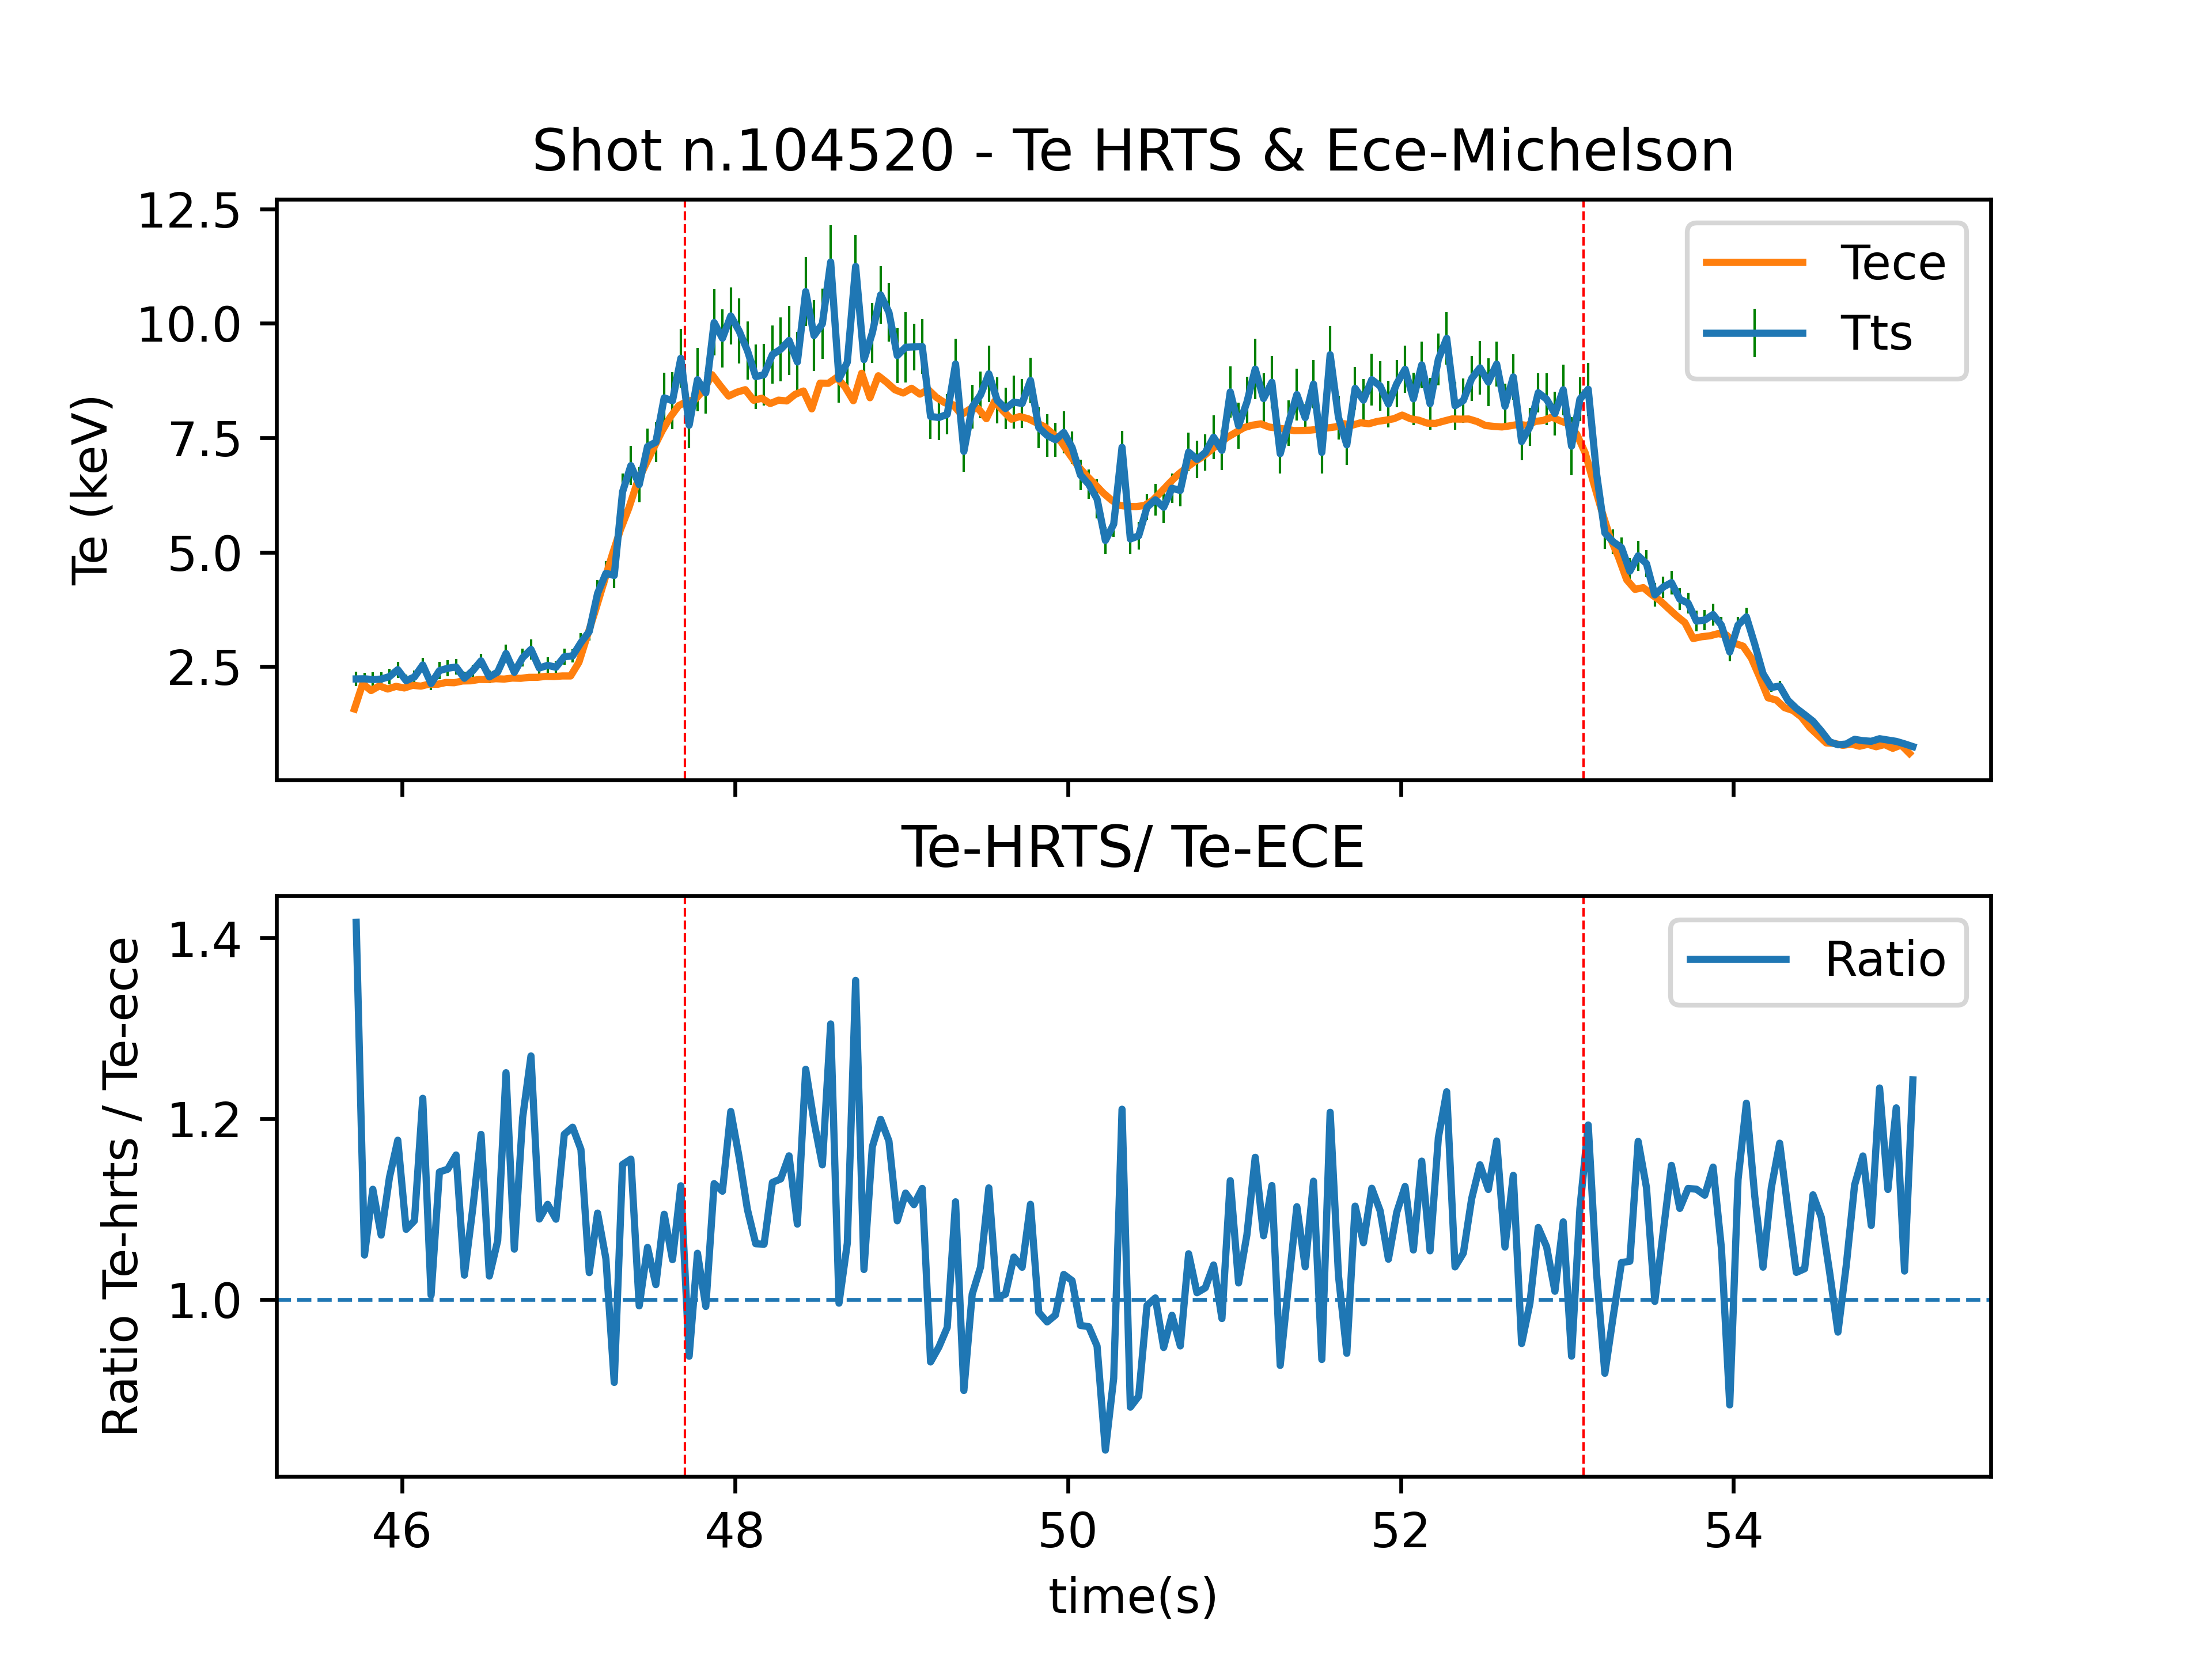 Shot n.104520 - Te HRTS & Ece-Michelson
12.5
10.0
7.5
5.0
2.5
Te (keV)
Tece
Tts
Te-HRTS/ Te-ECE
1.4
1.2
1.0
Ratio Te-hrts / Te-ece
Ratio
46
48
50
52
54
time(s)